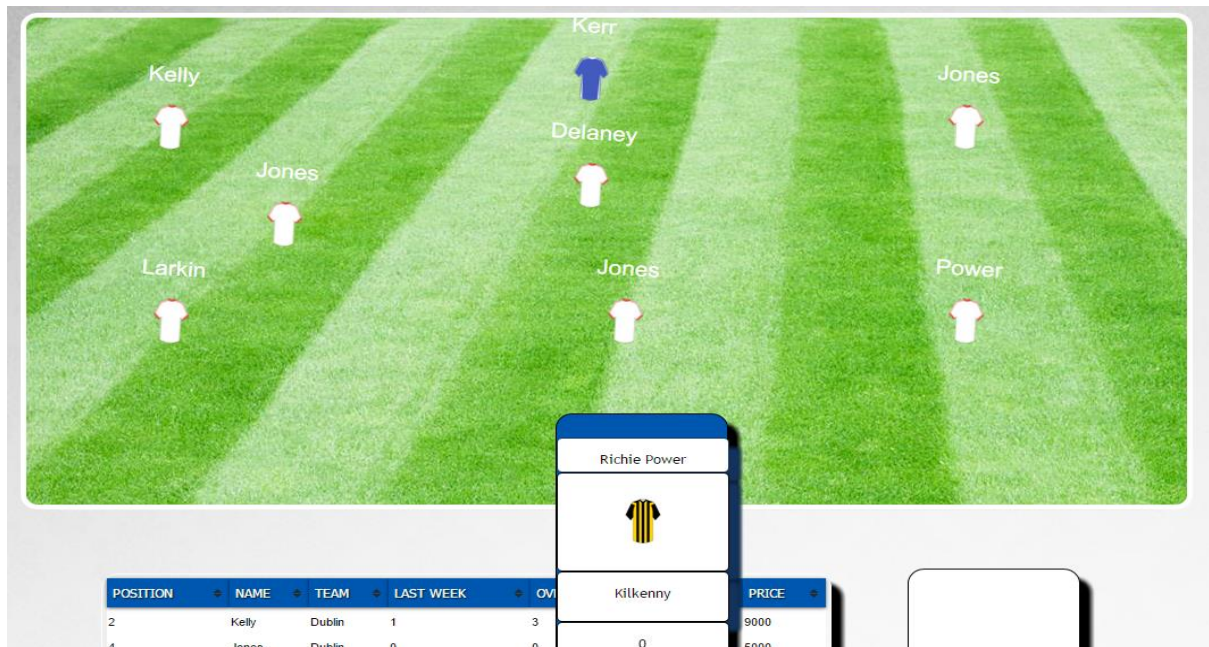 Kerr
Kelly
Jones
Delaney
Jones
Larkin
Jones
Power
Richie Power
Kilkenny
0
POSITION NAME TEAM LAST WEEK OV PRICE
2 Kelly Dublin 1 3 9000
4 Jones Dublin 0 0 5000